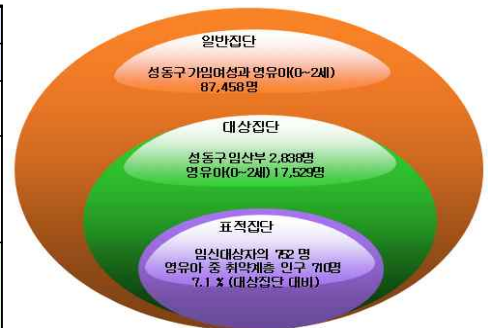 일반집단
성동구 가임여성과 영유아(0~2세)
87,458명
대상집단
성동구 임산부 2,838명
영유아(0~2세) 17,529명
표적집단
임신대상자의 752 명
영유아 중 취약계층 인구 710명
7.1 % (대상집단 대비)